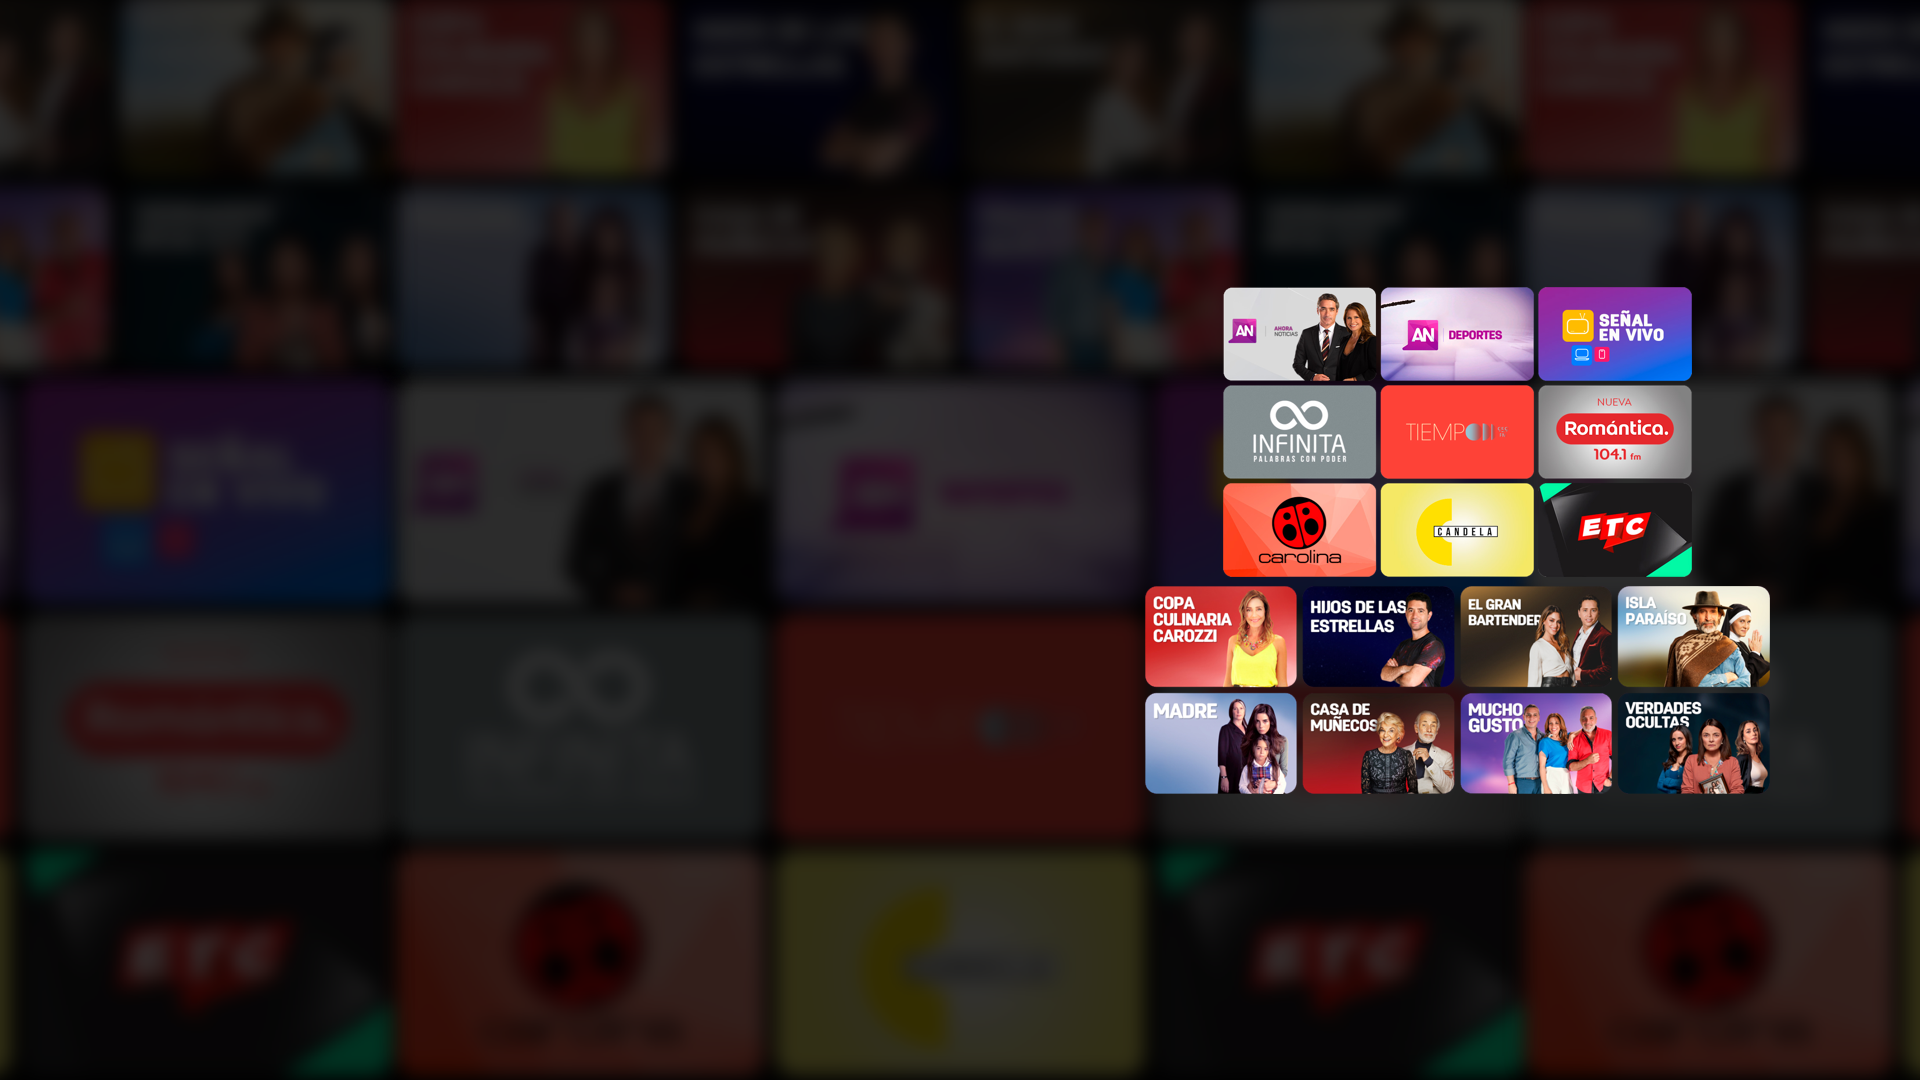 AN
AHORA
NOTICIAS
AN
DEPORTES
SEÑAL
EN VIVO
INFINITA
PALABRAS CON PODER
TIEMPO
NUEVA
Romántica.
104.1 fm
carolina
CANDELA
ETC
COPA
CULINARIA
CAROZZI
HIJOS DE LAS
ESTRELLAS
EL GRAN
BARTENDER
ISLA
PARAÍSO
MADRE
CASA DE
MUÑECOS
MUCHO
GUSTO
VERDADES
OCULTAS